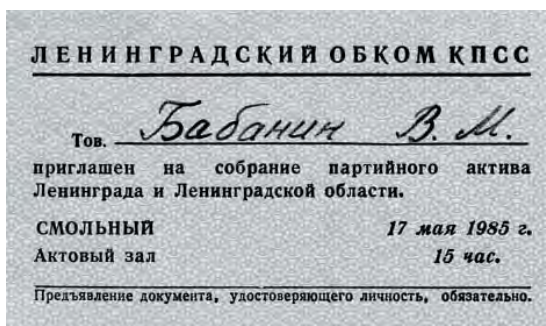 ЛЕНИНГРАДСКИЙ ОБКОМ КПСС
Тов. Бабанин В. М.
приглашен на собрание партийного актива
Ленинграда и Ленинградской области.
СМОЛЬНЫЙ 17 мая 1985 г.
Актовый зал 15 час.
Предъявление документа, удостоверяющего личность, обязательно.